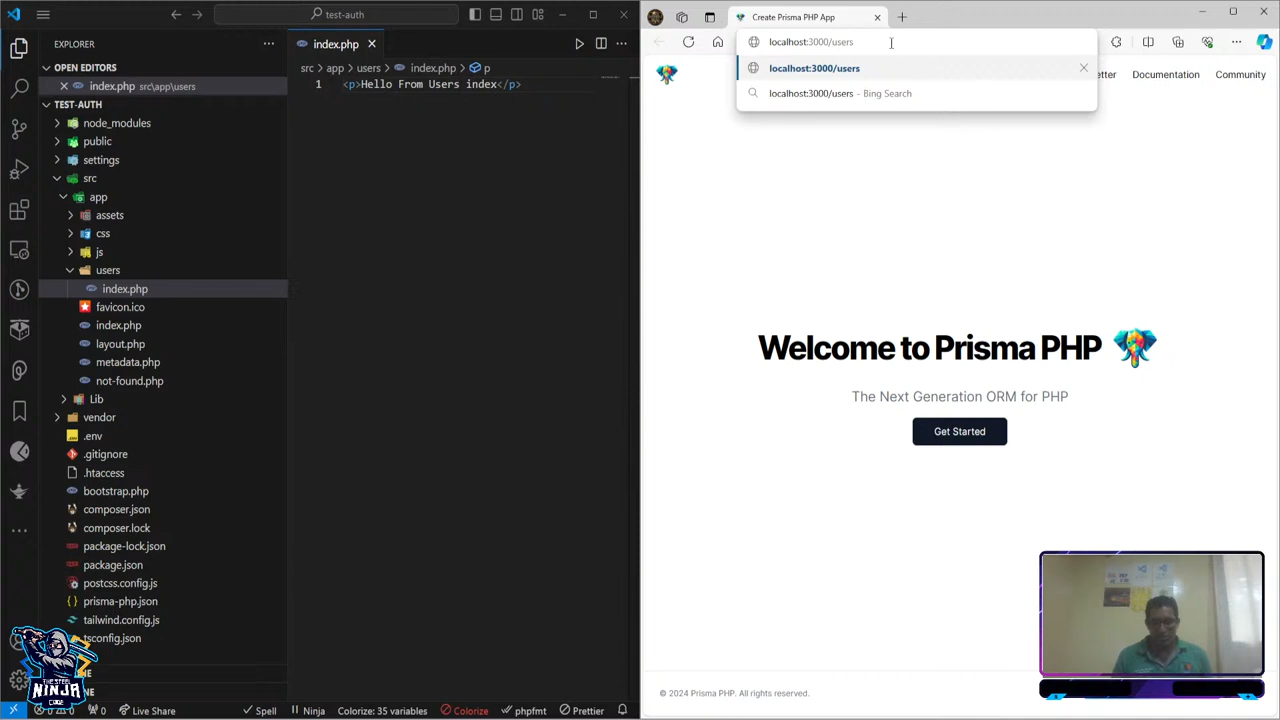 test-auth
EXPLORER
OPEN EDITORS
index.php src\app\users
TEST-AUTH
node_modules
public
settings
src
app
assets
css
js
users
index.php
favicon.ico
index.php
layout.php
metadata.php
not-found.php
Lib
vendor
.env
.gitignore
.htaccess
bootstrap.php
composer.json
composer.lock
package-lock.json
package.json
postcss.config.js
prisma-php.json
tailwind.config.js
tsconfig.json
NINJA
CODE
index.php
src > app > users > index.php > p
1 <p>Hello From Users index</p>
Live Share
Spell
Ninja
Colorize: 35 variables
Colorize
phpfmt
Prettier
Create Prisma PHP App
localhost:3000/users
localhost:3000/users
localhost:3000/users - Bing Search
Documentation
Community
Welcome to Prisma PHP
The Next Generation ORM for PHP
Get Started
© 2024 Prisma PHP. All rights reserved.